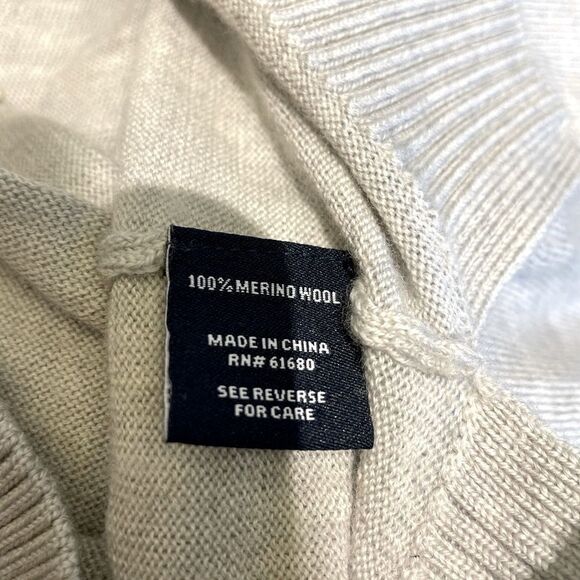 100% MERINO WOOL
MADE IN CHINA
RN# 61680
SEE REVERSE
FOR CARE